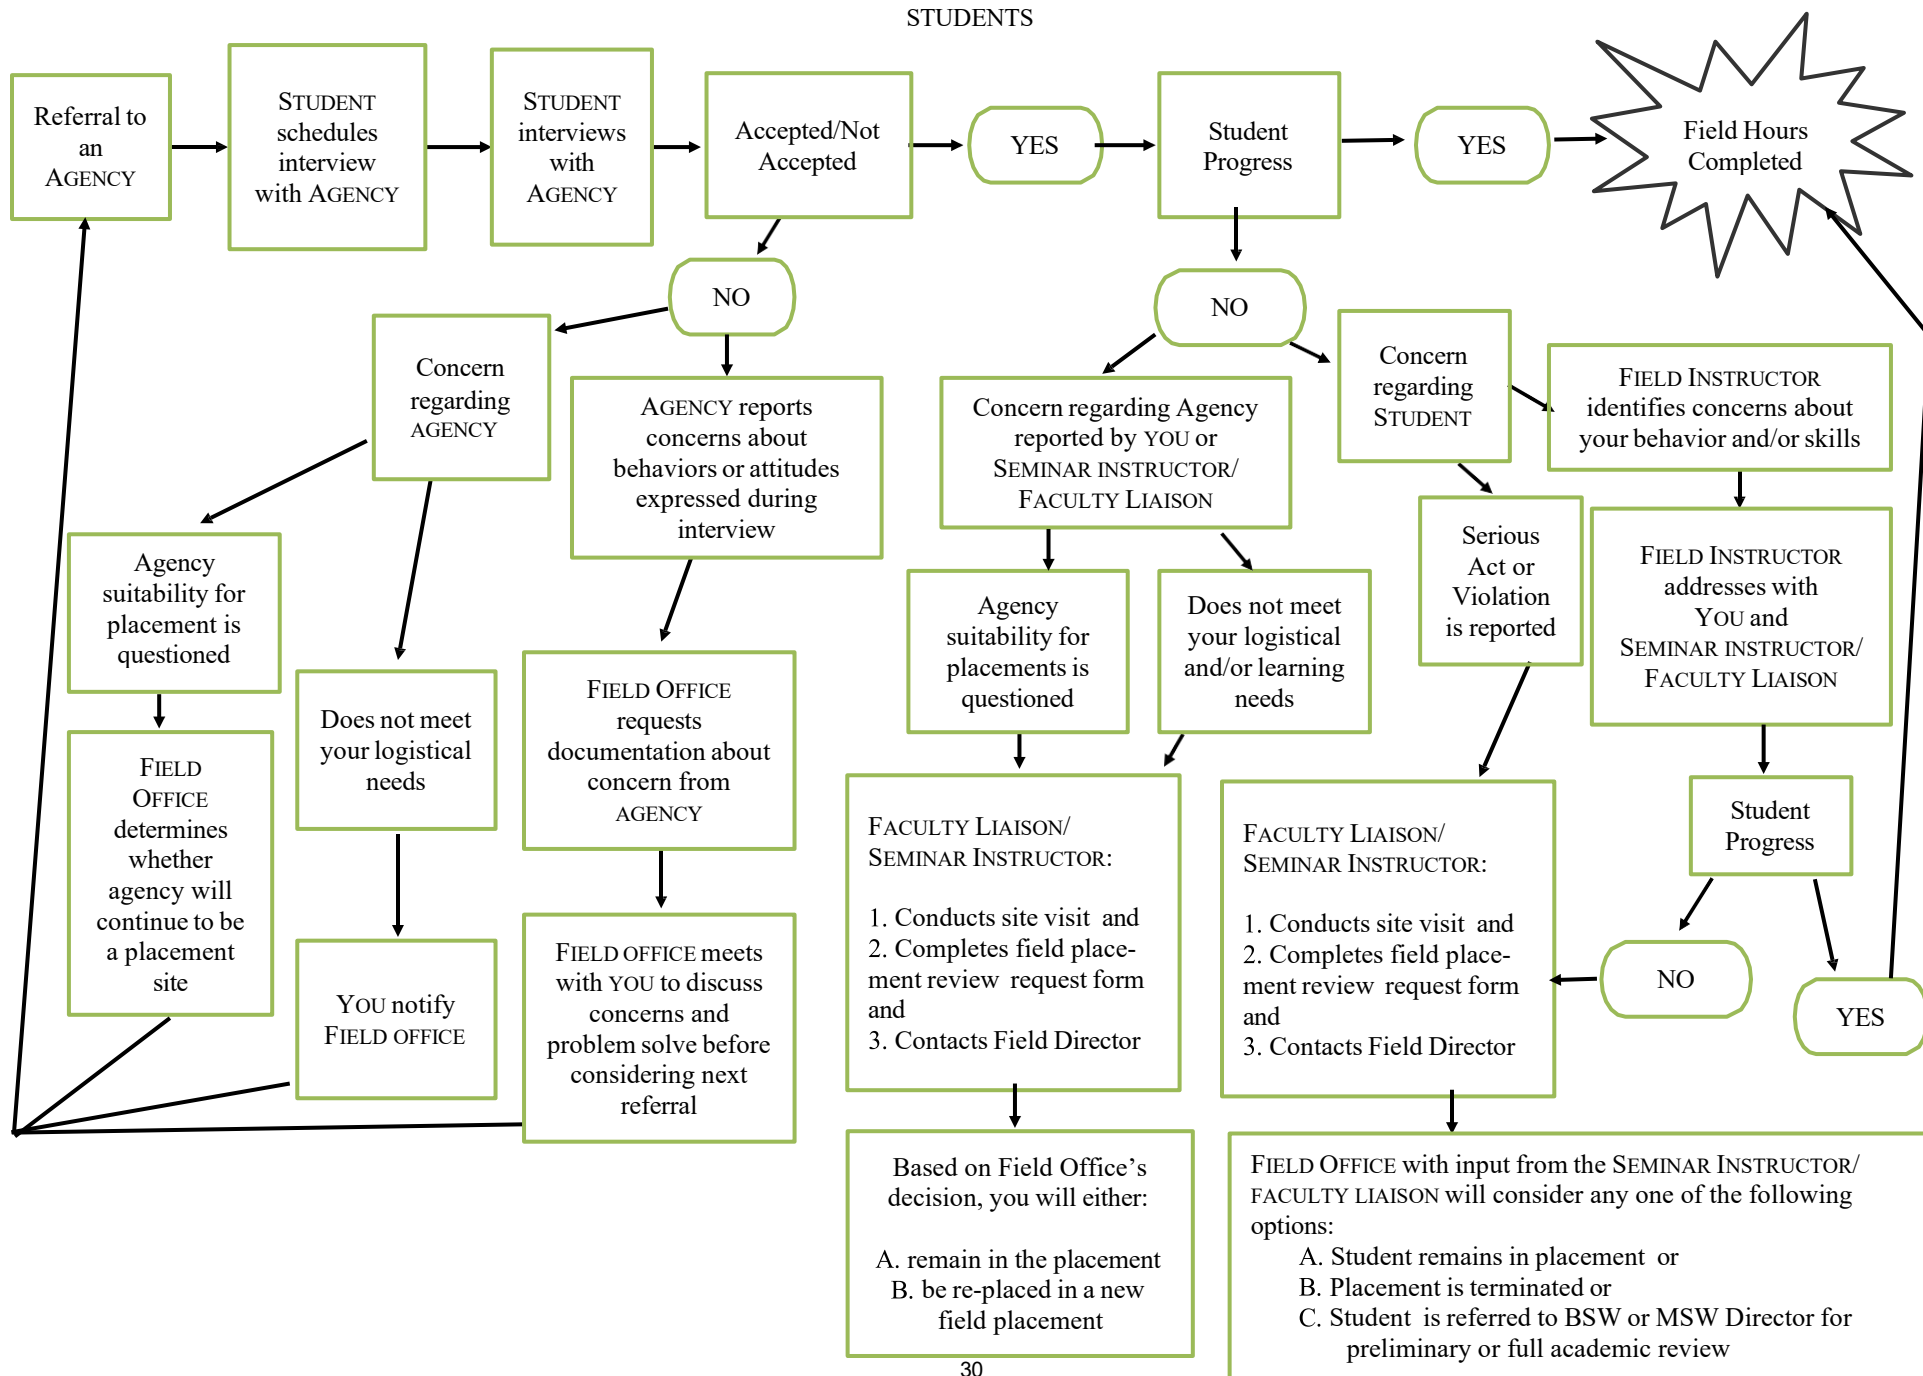 STUDENTS
Referral to
an
AGENCY
STUDENT
schedules
interview
with AGENCY
STUDENT
interviews
with
AGENCY
Accepted/Not
Accepted
YES
Student
Progress
YES
Field Hours
Completed
NO
NO
Concern
regarding
AGENCY
AGENCY reports
concerns about
behaviors or attitudes
expressed during
interview
Concern regarding Agency
reported by YOU or
SEMINAR INSTRUCTOR/
FACULTY LIAISON
Concern
regarding
STUDENT
FIELD INSTRUCTOR
identifies concerns about
your behavior and/or skills
Agency
suitability for
placement is
questioned
Does not meet
your logistical
needs
FIELD OFFICE
requests
documentation about
concern from
AGENCY
Agency
suitability for
placements is
questioned
Does not meet
your logistical
and/or learning
needs
Serious
Act or
Violation
is reported
FIELD INSTRUCTOR
addresses with
YOU and
SEMINAR INSTRUCTOR/
FACULTY LIAISON
FIELD
OFFICE
determines
whether
agency will
continue to be
a placement
site
YOU notify
FIELD OFFICE
FIELD OFFICE meets
with YOU to discuss
concerns and
problem solve before
considering next
referral
FACULTY LIAISON/
SEMINAR INSTRUCTOR:
1. Conducts site visit and
2. Completes field place-
ment review request form
and
3. Contacts Field Director
FACULTY LIAISON/
SEMINAR INSTRUCTOR:
1. Conducts site visit and
2. Completes field place-
ment review request form
and
3. Contacts Field Director
Student
Progress
NO
YES
Based on Field Office’s
decision, you will either:
A. remain in the placement
B. be re-placed in a new
field placement
FIELD OFFICE with input from the SEMINAR INSTRUCTOR/
FACULTY LIAISON will consider any one of the following
options:
A. Student remains in placement or
B. Placement is terminated or
C. Student is referred to BSW or MSW Director for
preliminary or full academic review
30